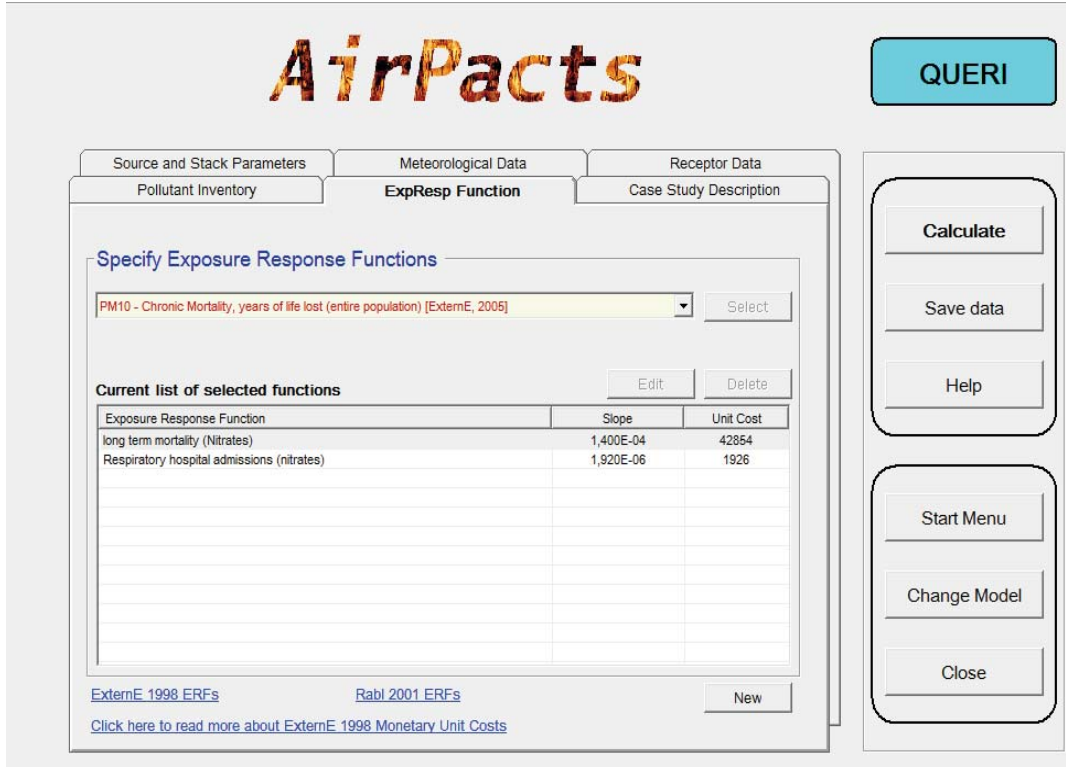 AirPacts
QUERI
Source and Stack Parameters
Meteorological Data
Receptor Data
Pollutant Inventory
ExpResp Function
Case Study Description
Specify Exposure Response Functions
PM10 - Chronic Mortality, years of life lost (entire population) [ExternE, 2005]
Select
Current list of selected functions
Edit
Delete
Exposure Response Function Slope Unit Cost
long term mortality (Nitrates) 1,400E-04 42854
Respiratory hospital admissions (nitrates) 1,920E-06 1926
ExternE 1998 ERFs
Rabl 2001 ERFs
New
Click here to read more about ExternE 1998 Monetary Unit Costs
Calculate
Save data
Help
Start Menu
Change Model
Close